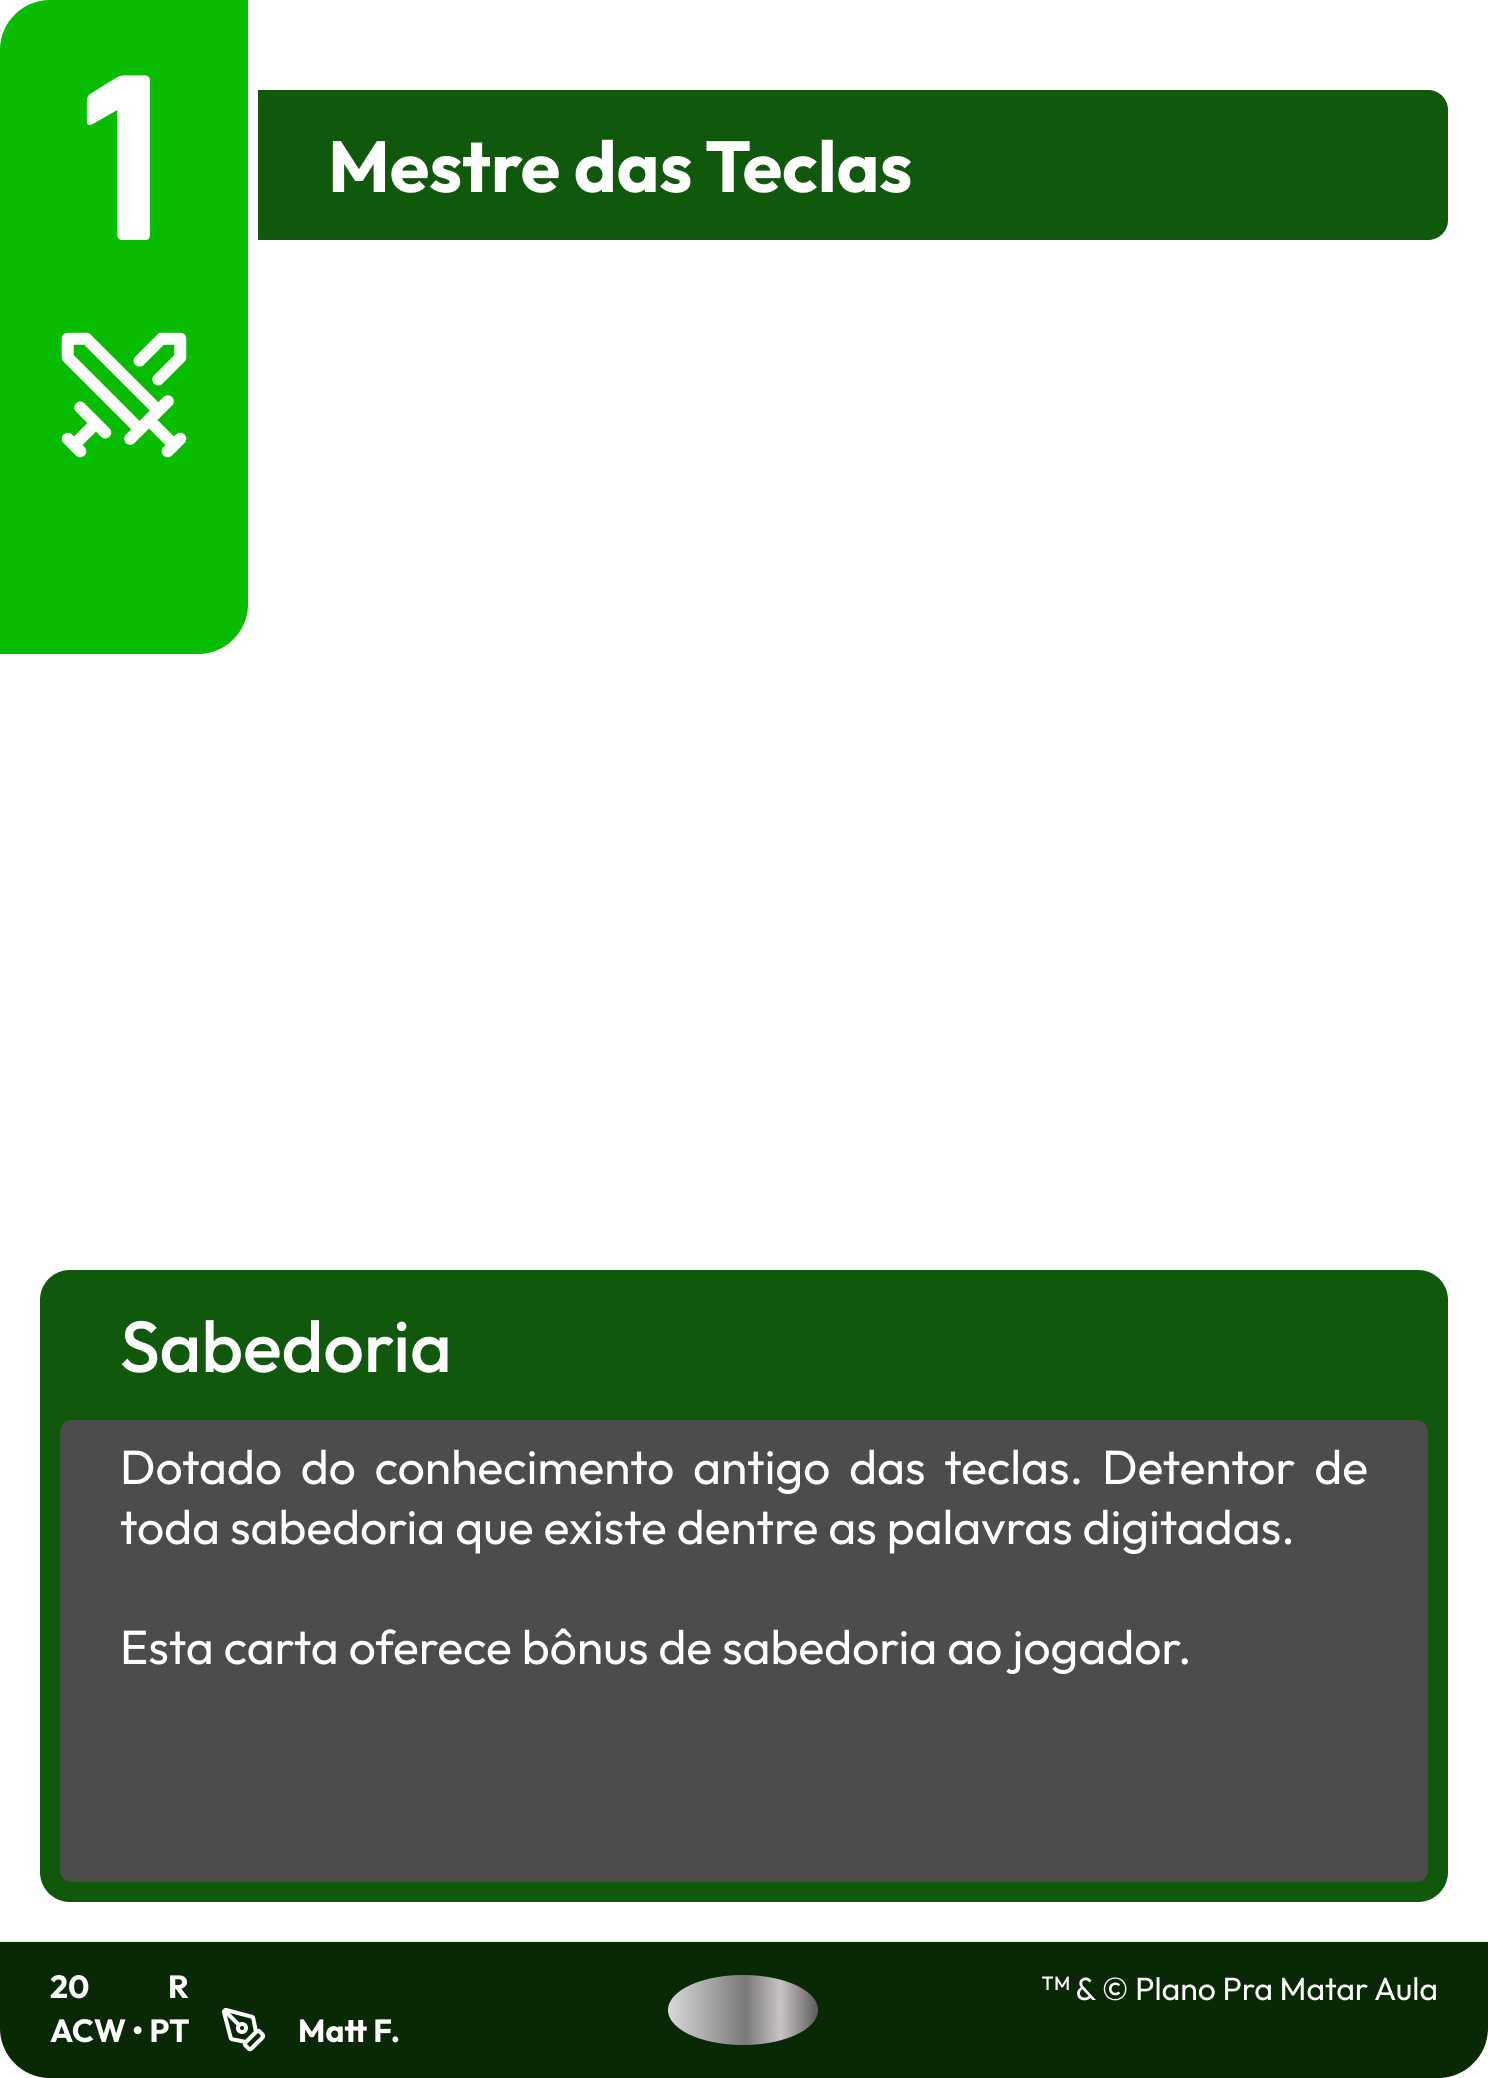 1
Mestre das Teclas
Sabedoria
Dotado do conhecimento antigo das teclas. Detentor de
toda sabedoria que existe dentre as palavras digitadas.
Esta carta oferece bônus de sabedoria ao jogador.
20 R
ACW • PT Matt F.
™ & © Plano Pra Matar Aula